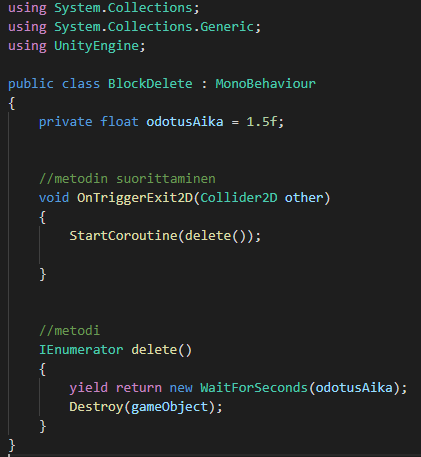 using System.Collections;
using System.Collections.Generic;
using UnityEngine;
public class BlockDelete : MonoBehaviour
{
private float odotusAika = 1.5f;
//metodin suorittaminen
void OnTriggerExit2D(Collider2D other)
{
StartCoroutine(delete());
}
//metodi
IEnumerator delete()
{
yield return new WaitForSeconds(odotusAika);
Destroy(gameObject);
}
}